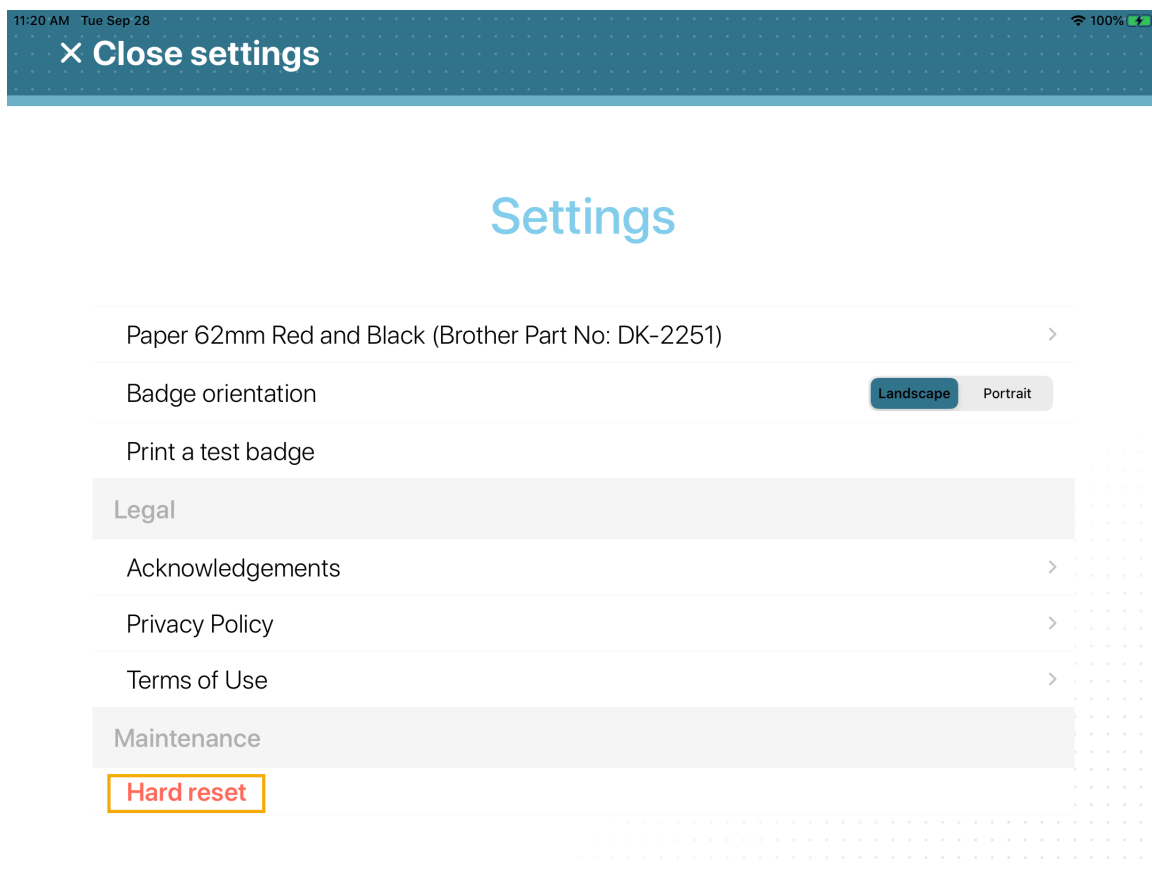 11:20 AM Tue Sep 28 100%
Close settings
Settings
Paper 62mm Red and Black (Brother Part No: DK-2251)
Badge orientation Landscape Portrait
Print a test badge
Legal
Acknowledgements
Privacy Policy
Terms of Use
Maintenance
Hard reset